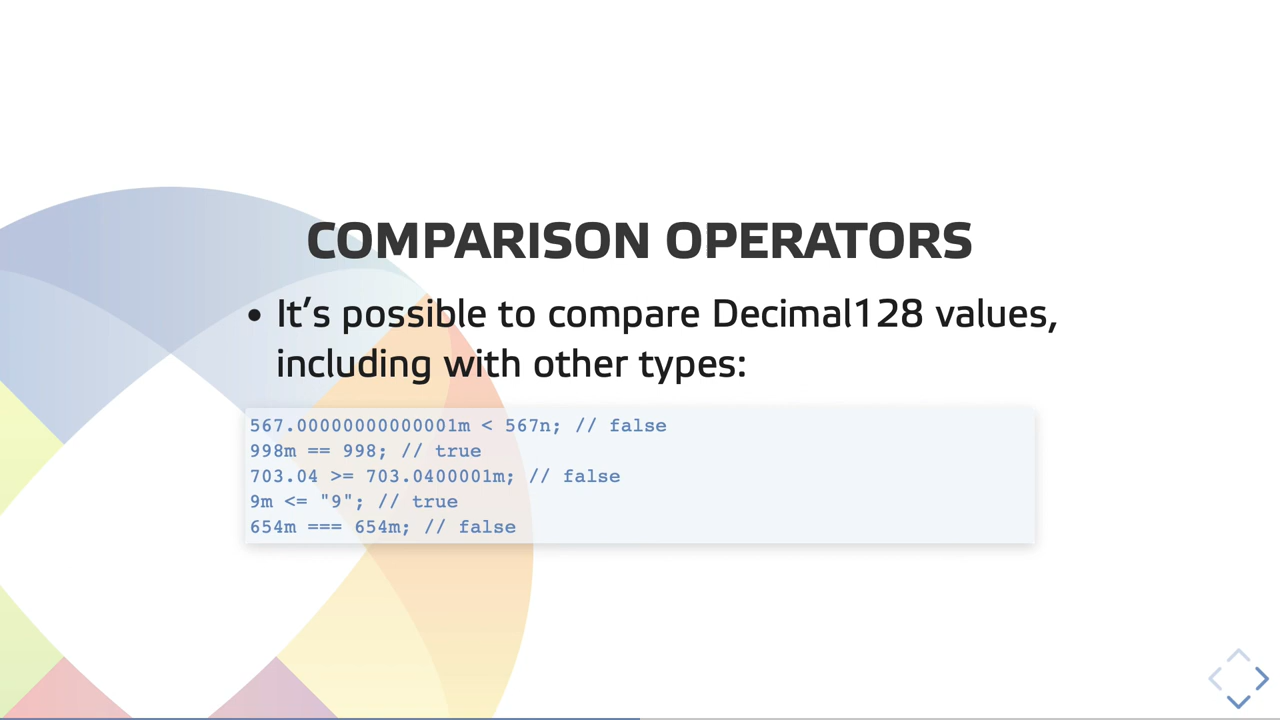 COMPARISON OPERATORS
• It’s possible to compare Decimal128 values,
including with other types:
567.00000000000001m < 567n; // false
998m == 998; // true
703.04 >= 703.0400001m; // false
9m <= "9"; // true
654m === 654m; // false